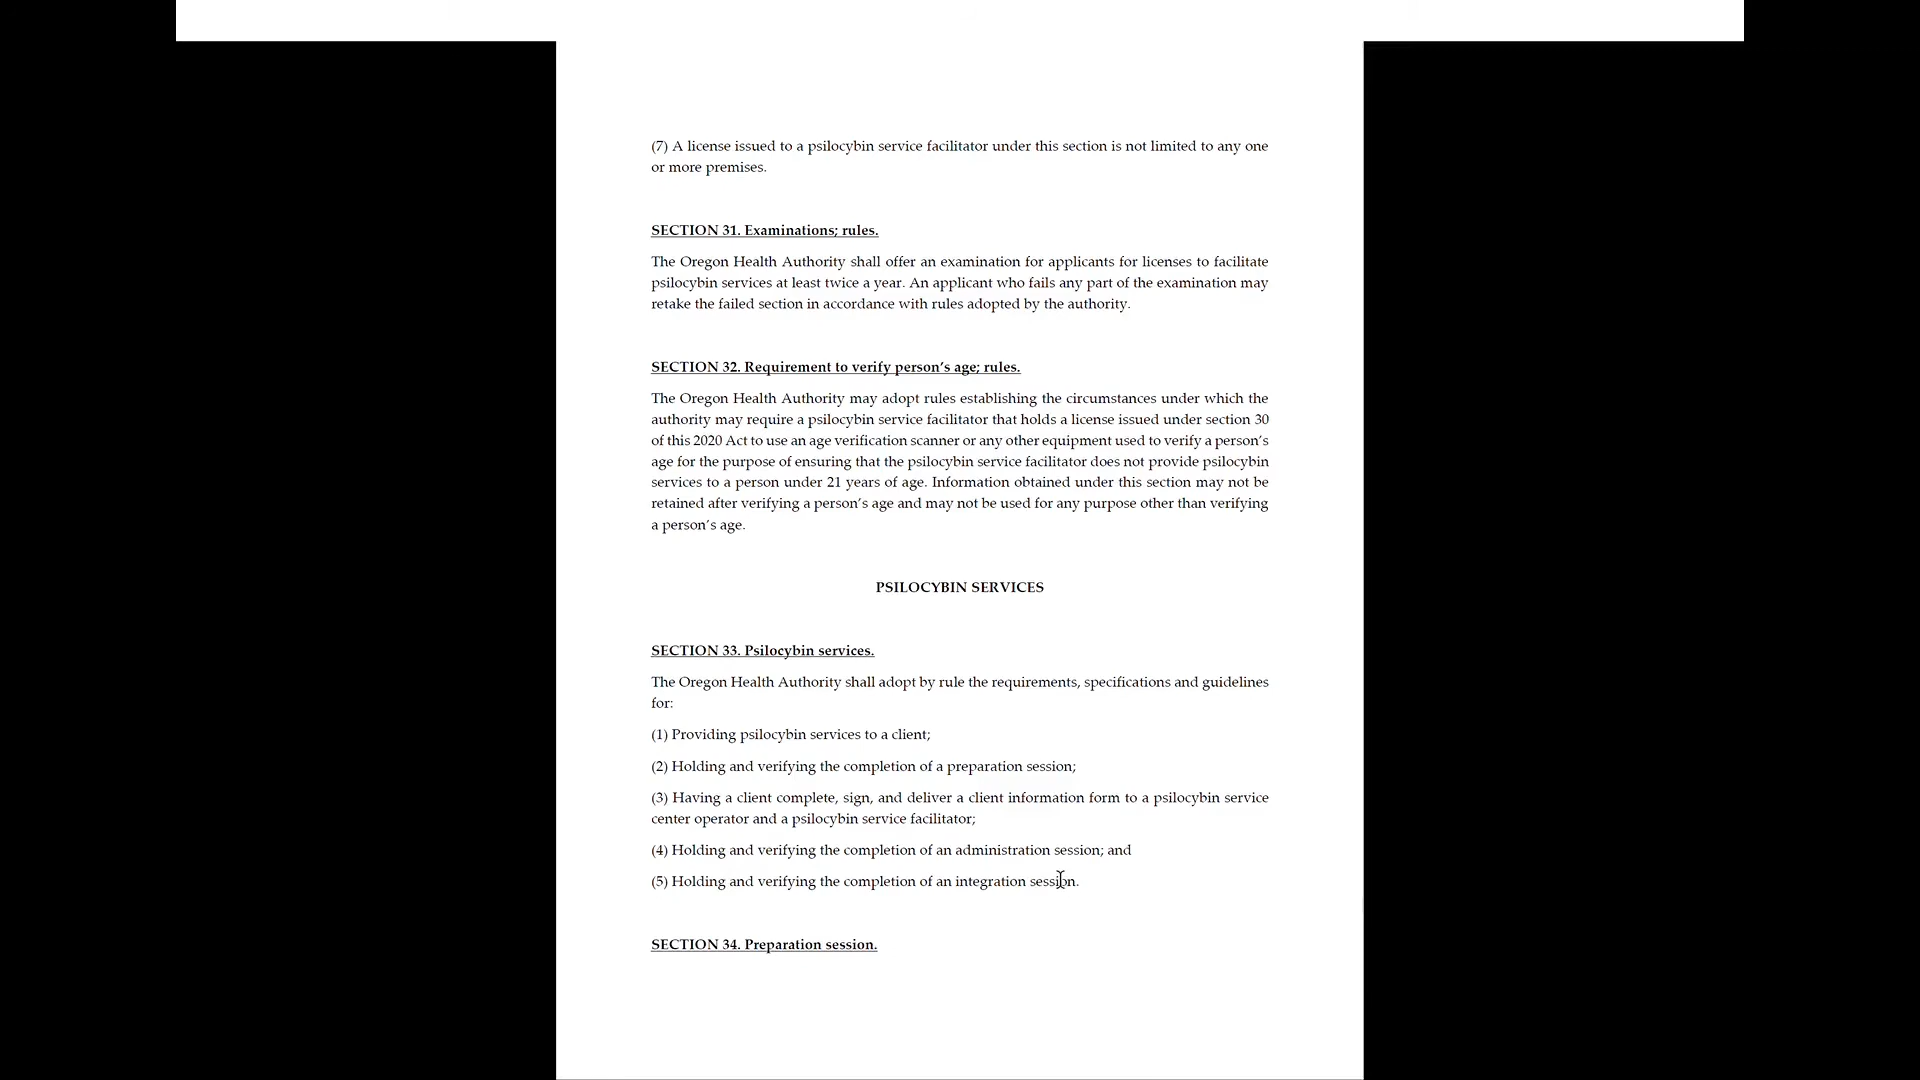 (7) A license issued to a psilocybin service facilitator under this section is not limited to any one
or more premises.
SECTION 31. Examinations; rules.
The Oregon Health Authority shall offer an examination for applicants for licenses to facilitate
psilocybin services at least twice a year. An applicant who fails any part of the examination may
retake the failed section in accordance with rules adopted by the authority.
SECTION 32. Requirement to verify person’s age; rules.
The Oregon Health Authority may adopt rules establishing the circumstances under which the
authority may require a psilocybin service facilitator that holds a license issued under section 30
of this 2020 Act to use an age verification scanner or any other equipment used to verify a person’s
age for the purpose of ensuring that the psilocybin service facilitator does not provide psilocybin
services to a person under 21 years of age. Information obtained under this section may not be
retained after verifying a person’s age and may not be used for any purpose other than verifying
a person’s age.
PSILOCYBIN SERVICES
SECTION 33. Psilocybin services.
The Oregon Health Authority shall adopt by rule the requirements, specifications and guidelines
for:
(1) Providing psilocybin services to a client;
(2) Holding and verifying the completion of a preparation session;
(3) Having a client complete, sign, and deliver a client information form to a psilocybin service
center operator and a psilocybin service facilitator;
(4) Holding and verifying the completion of an administration session; and
(5) Holding and verifying the completion of an integration session.
SECTION 34. Preparation session.